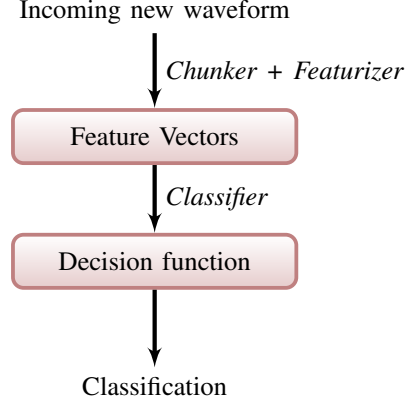 Incoming new waveform
Chunker + Featurizer
Feature Vectors
Classifier
Decision function
Classification